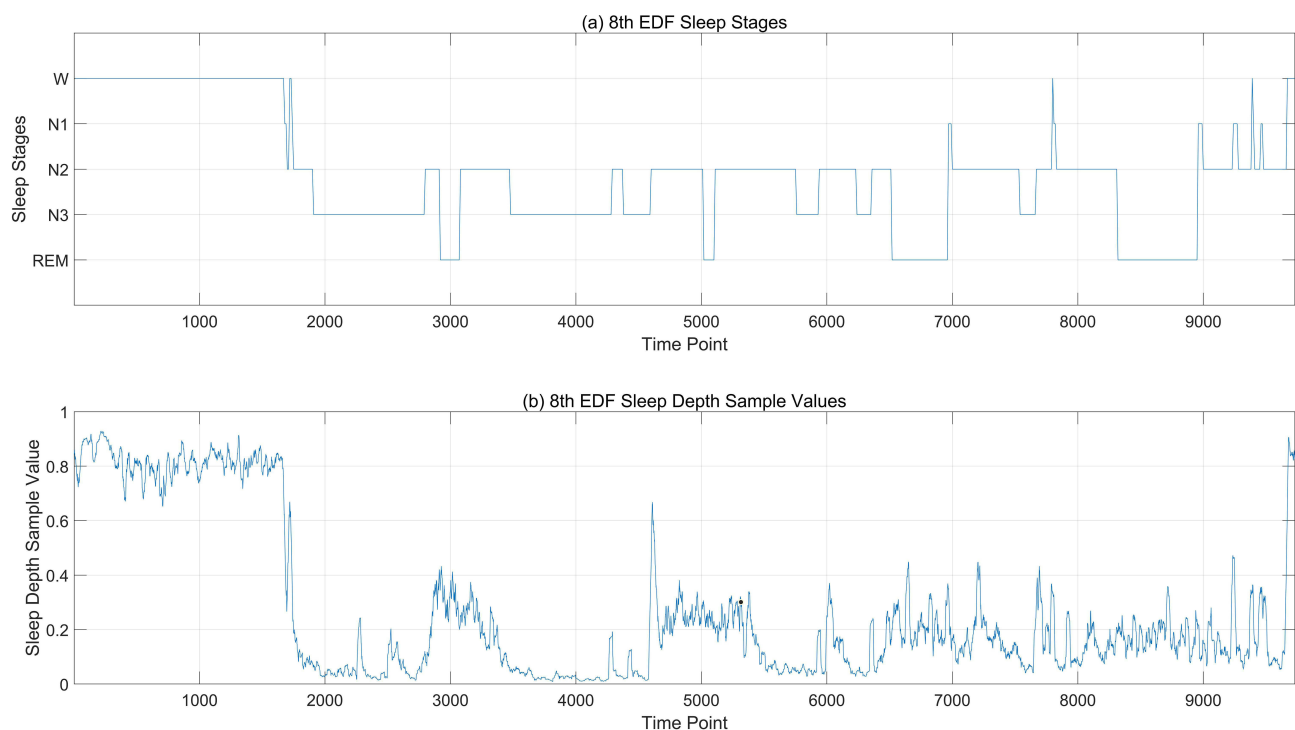 (a) 8th EDF Sleep Stages
Sleep Stages
W
N1
N2
N3
REM
1000 2000 3000 4000 5000 6000 7000 8000 9000
Time Point
(b) 8th EDF Sleep Depth Sample Values
Sleep Depth Sample Value
1
0.8
0.6
0.4
0.2
0
1000 2000 3000 4000 5000 6000 7000 8000 9000
Time Point